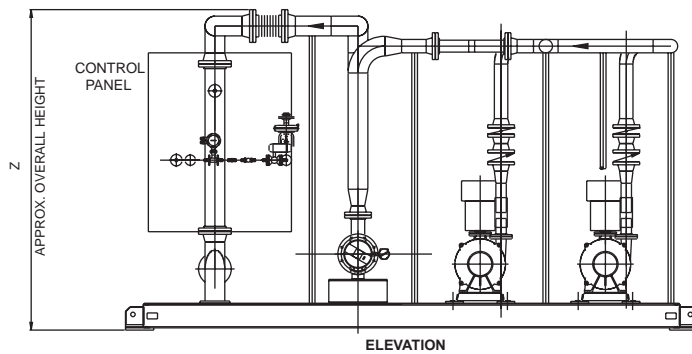 CONTROL
PANEL
Z
APPROX. OVERALL HEIGHT
ELEVATION